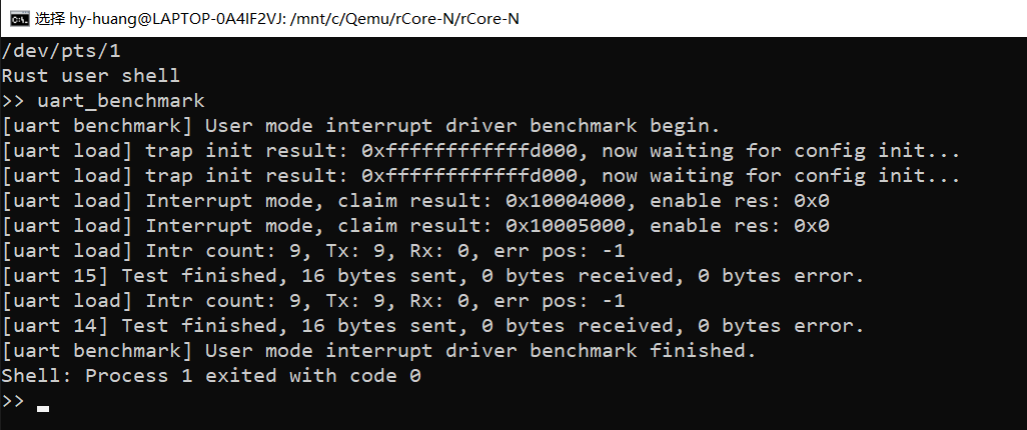 选择 hy-huang@LAPTOP-0A4IF2VJ: /mnt/c/Qemu/rCore-N/rCore-N
/dev/pts/1
Rust user shell
>> uart_benchmark
[uart benchmark] User mode interrupt driver benchmark begin.
[uart load] trap init result: 0xffffffffffffd000, now waiting for config init...
[uart load] trap init result: 0xffffffffffffd000, now waiting for config init...
[uart load] Interrupt mode, claim result: 0x10004000, enable res: 0x0
[uart load] Interrupt mode, claim result: 0x10005000, enable res: 0x0
[uart load] Intr count: 9, Tx: 9, Rx: 0, err pos: -1
[uart 15] Test finished, 16 bytes sent, 0 bytes received, 0 bytes error.
[uart load] Intr count: 9, Tx: 9, Rx: 0, err pos: -1
[uart 14] Test finished, 16 bytes sent, 0 bytes received, 0 bytes error.
[uart benchmark] User mode interrupt driver benchmark finished.
Shell: Process 1 exited with code 0
>>